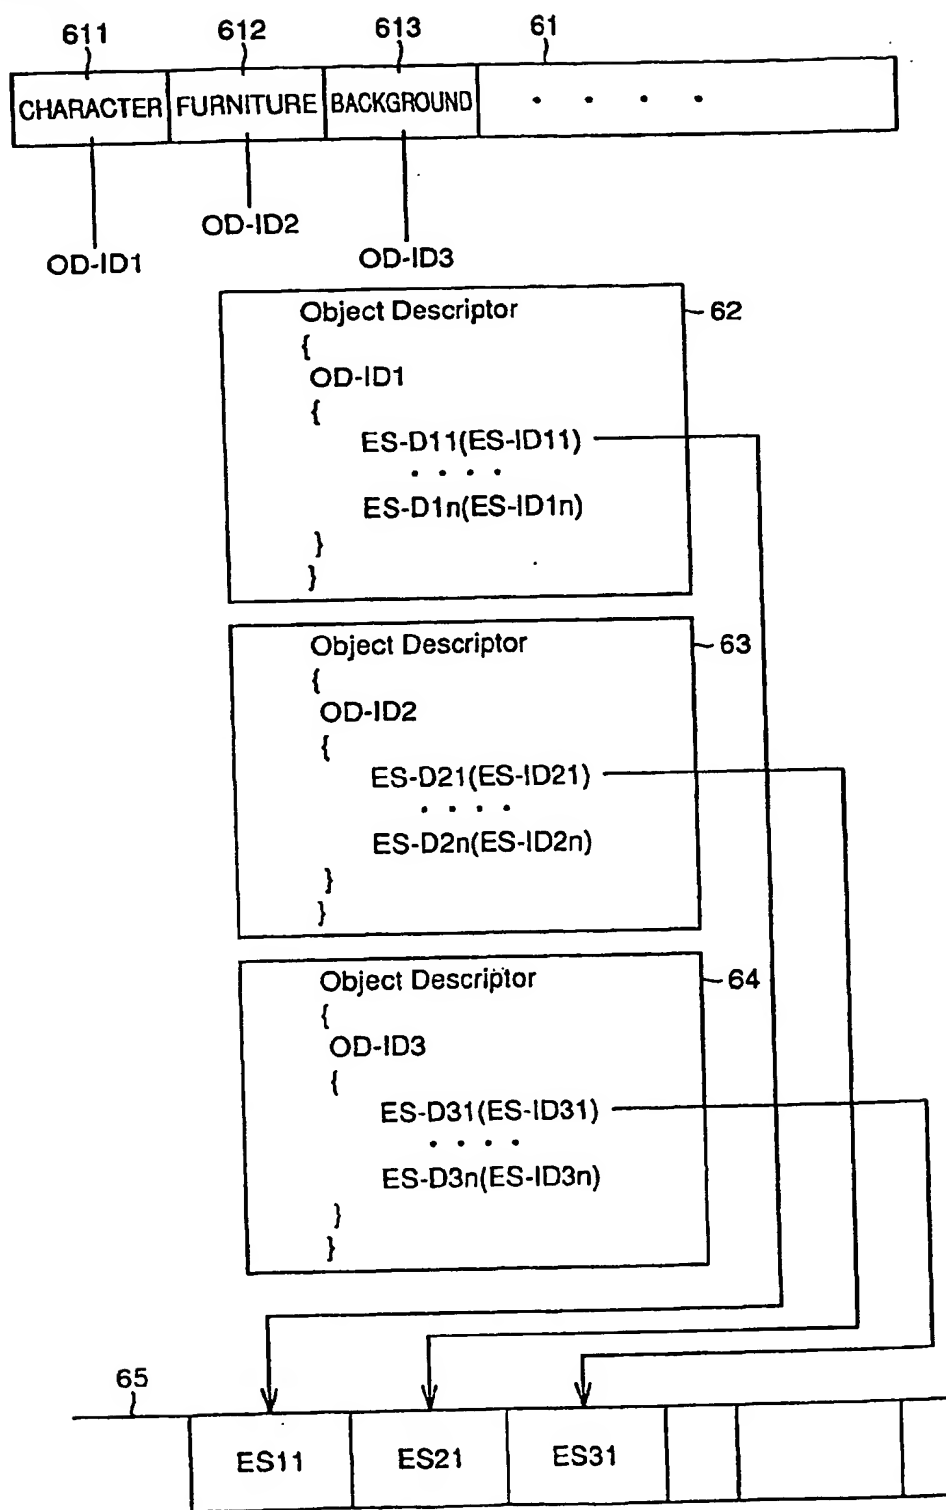 611 612 613 61
CHARACTER FURNITURE BACKGROUND . . . .
OD-ID2
OD-ID1 OD-ID3
Object Descriptor 62
{
OD-ID1
{
ES-D11(ES-ID11)
. . . .
ES-D1n(ES-ID1n)
}
}
Object Descriptor 63
{
OD-ID2
{
ES-D21(ES-ID21)
. . . .
ES-D2n(ES-ID2n)
}
}
Object Descriptor 64
{
OD-ID3
{
ES-D31(ES-ID31)
. . . .
ES-D3n(ES-ID3n)
}
}
65
ES11 ES21 ES31